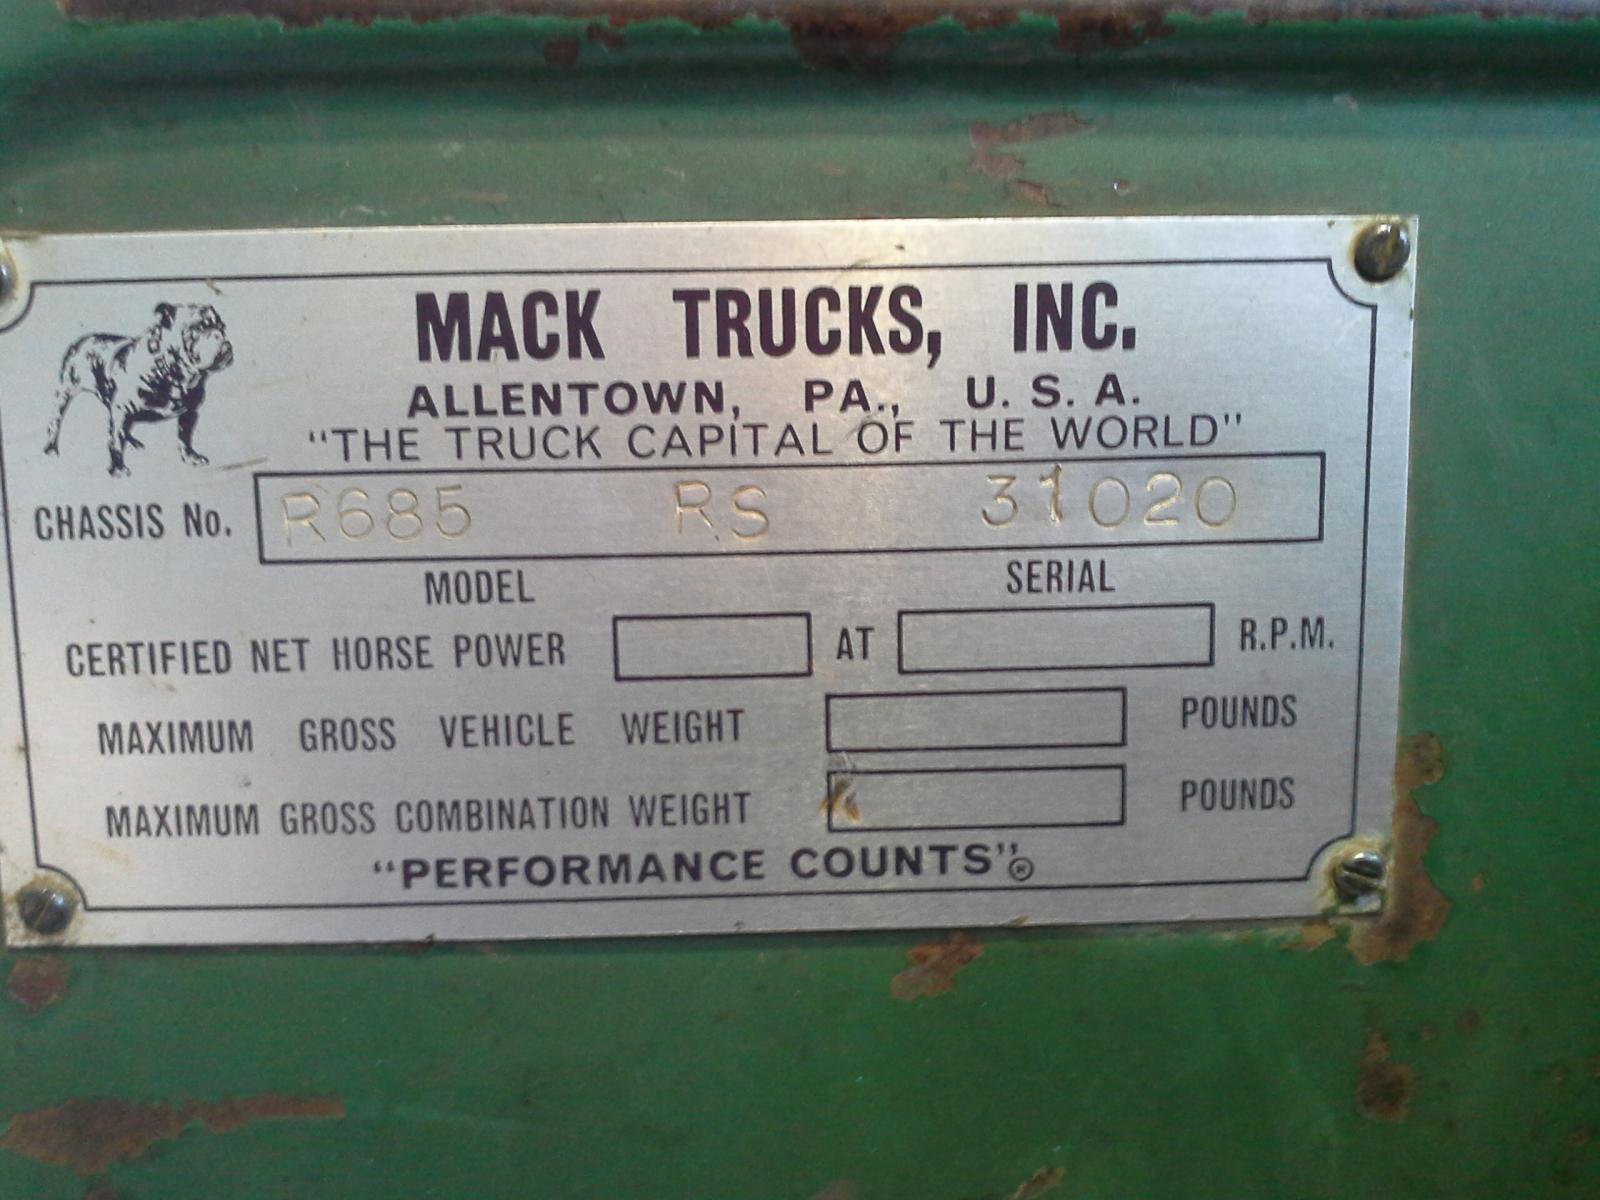 MACK TRUCKS, INC.
ALLENTOWN, PA., U. S. A.
"THE TRUCK CAPITAL OF THE WORLD"
CHASSIS No. R685 RS 31020
MODEL SERIAL
CERTIFIED NET HORSE POWER AT R.P.M.
MAXIMUM GROSS VEHICLE WEIGHT POUNDS
MAXIMUM GROSS COMBINATION WEIGHT POUNDS
"PERFORMANCE COUNTS"®